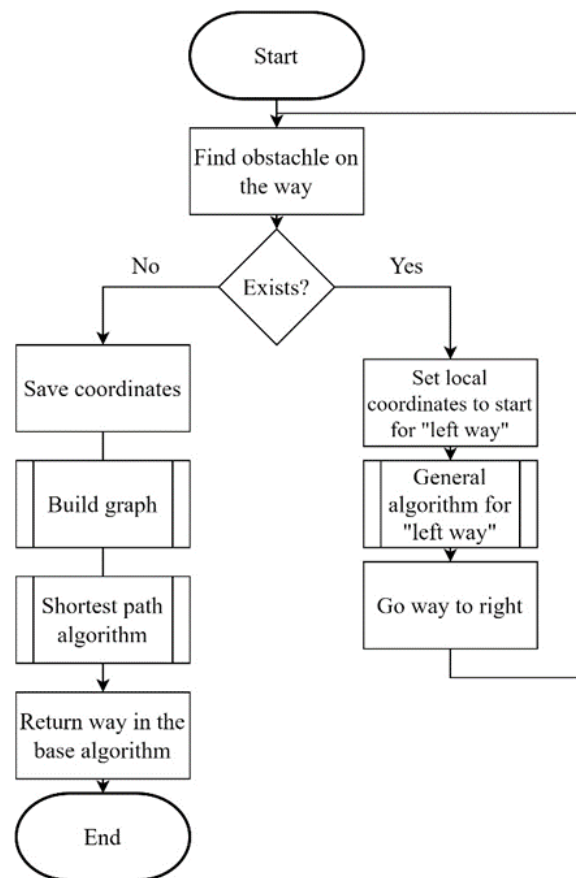 Start
Find obstachle on
the way
No
Yes
Exists?
Save coordinates
Set local
coordinates to start
for "left way"
Build graph
General
algorithm for
"left way"
Shortest path
algorithm
Go way to right
Return way in the
base algorithm
End